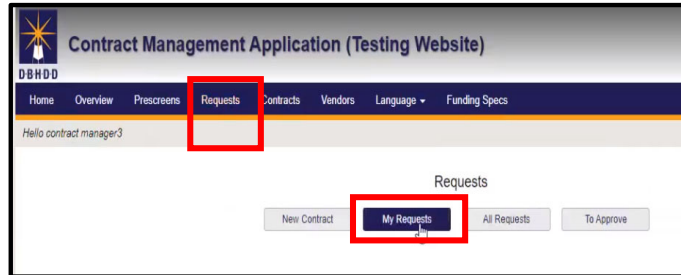 Contract Management Application (Testing Website)
DBHDD
Home Overview Prescreens Requests Contracts Vendors Language Funding Specs
Hello contract manager3
Requests
New Contract My Requests All Requests To Approve